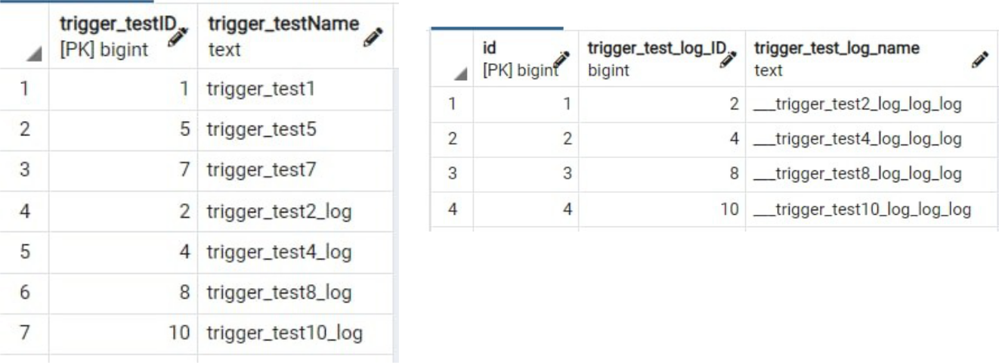 trigger_testID trigger_testName
[PK] bigint text
1 1 trigger_test1
2 5 trigger_test5
3 7 trigger_test7
4 2 trigger_test2_log
5 4 trigger_test4_log
6 8 trigger_test8_log
7 10 trigger_test10_log
id trigger_test_log_ID trigger_test_log_name
[PK] bigint bigint text
1 1 2 ___trigger_test2_log_log_log
2 2 4 ___trigger_test4_log_log_log
3 3 8 ___trigger_test8_log_log_log
4 4 10 ___trigger_test10_log_log_log